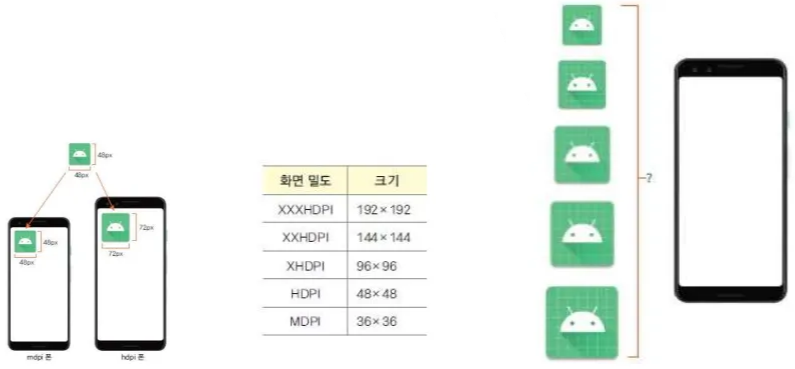 48px
48px
48px
48px
mdpi 폰
72px
72px
hdpi 폰
화면 밀도 크기
XXXHDPI 192×192
XXHDPI 144×144
XHDPI 96×96
HDPI 48×48
MDPI 36×36
?